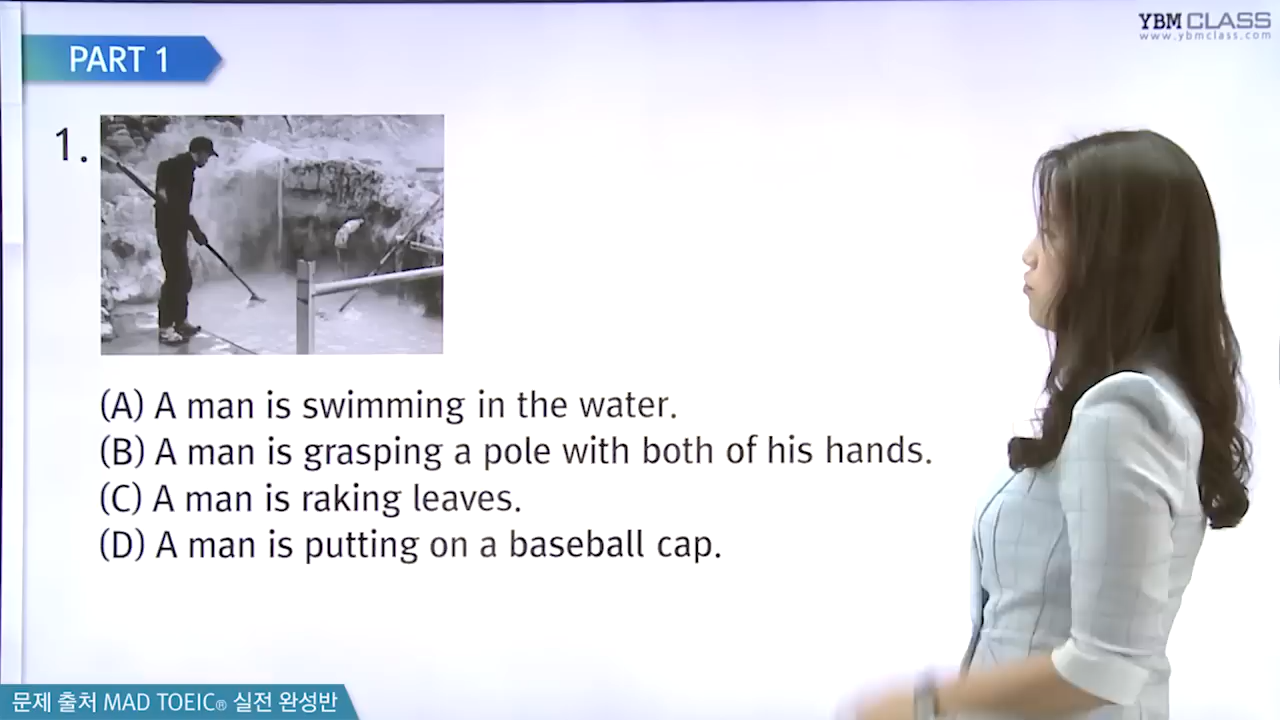 YBM CLASS
www.ybmclass.com
PART 1
1.
(A) A man is swimming in the water.
(B) A man is grasping a pole with both of his hands.
(C) A man is raking leaves.
(D) A man is putting on a baseball cap.
문제 출처 MAD TOEIC® 실전 완성반